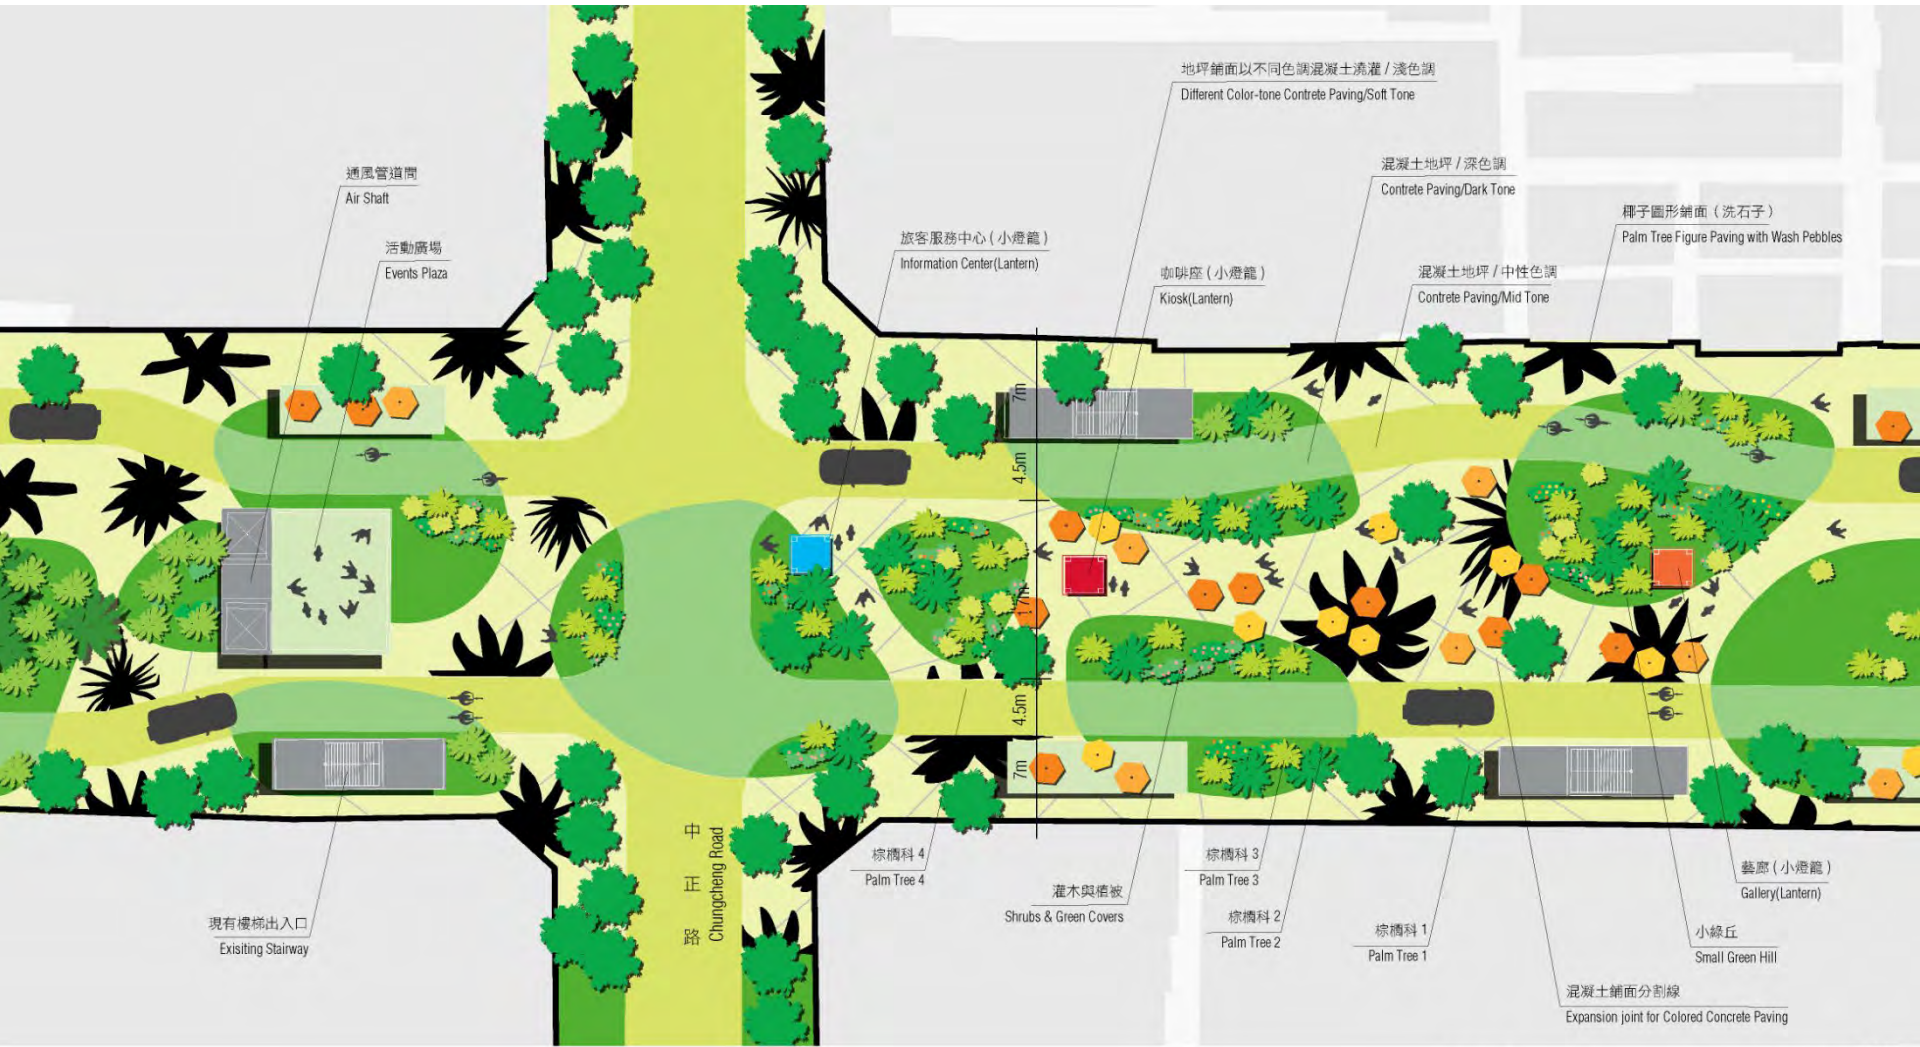 地坪鋪面以不同色調混凝土澆灌 / 淺色調
Different Color-tone Contrete Paving/Soft Tone
混凝土地坪 / 深色調
Contrete Paving/Dark Tone
通風管道間
Air Shaft
椰子圖形鋪面 ( 洗石子 )
Palm Tree Figure Paving with Wash Pebbles
旅客服務中心 ( 小燈籠 )
Information Center(Lantern)
活動廣場
Events Plaza
咖啡座 ( 小燈籠 )
Kiosk(Lantern)
混凝土地坪 / 中性色調
Contrete Paving/Mid Tone
7m
4.5m
17m
4.5m
7m
中正路
Chungcheng Road
棕櫚科 4
Palm Tree 4
棕櫚科 3
Palm Tree 3
藝廊 ( 小燈籠 )
Gallery(Lantern)
灌木與植被
Shrubs & Green Covers
現有樓梯出入口
Exisiting Stairway
棕櫚科 2
Palm Tree 2
棕櫚科 1
Palm Tree 1
小綠丘
Small Green Hill
混凝土鋪面分割線
Expansion joint for Colored Concrete Paving